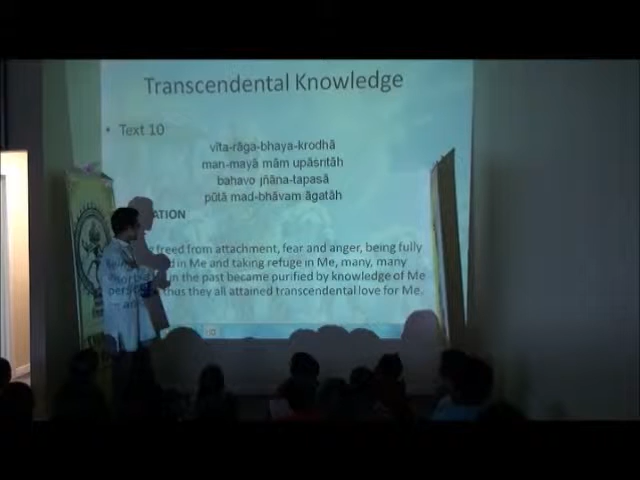 Transcendental Knowledge
• Text 10
vīta-rāga-bhaya-krodhā
man-mayā mām upāśritāḥ
bahavo jñāna-tapasā
pūtā mad-bhāvam āgatāḥ
ATION
freed from attachment, fear and anger, being fully
in Me and taking refuge in Me, many, many
in the past became purified by knowledge of Me
thus they all attained transcendental love for Me.